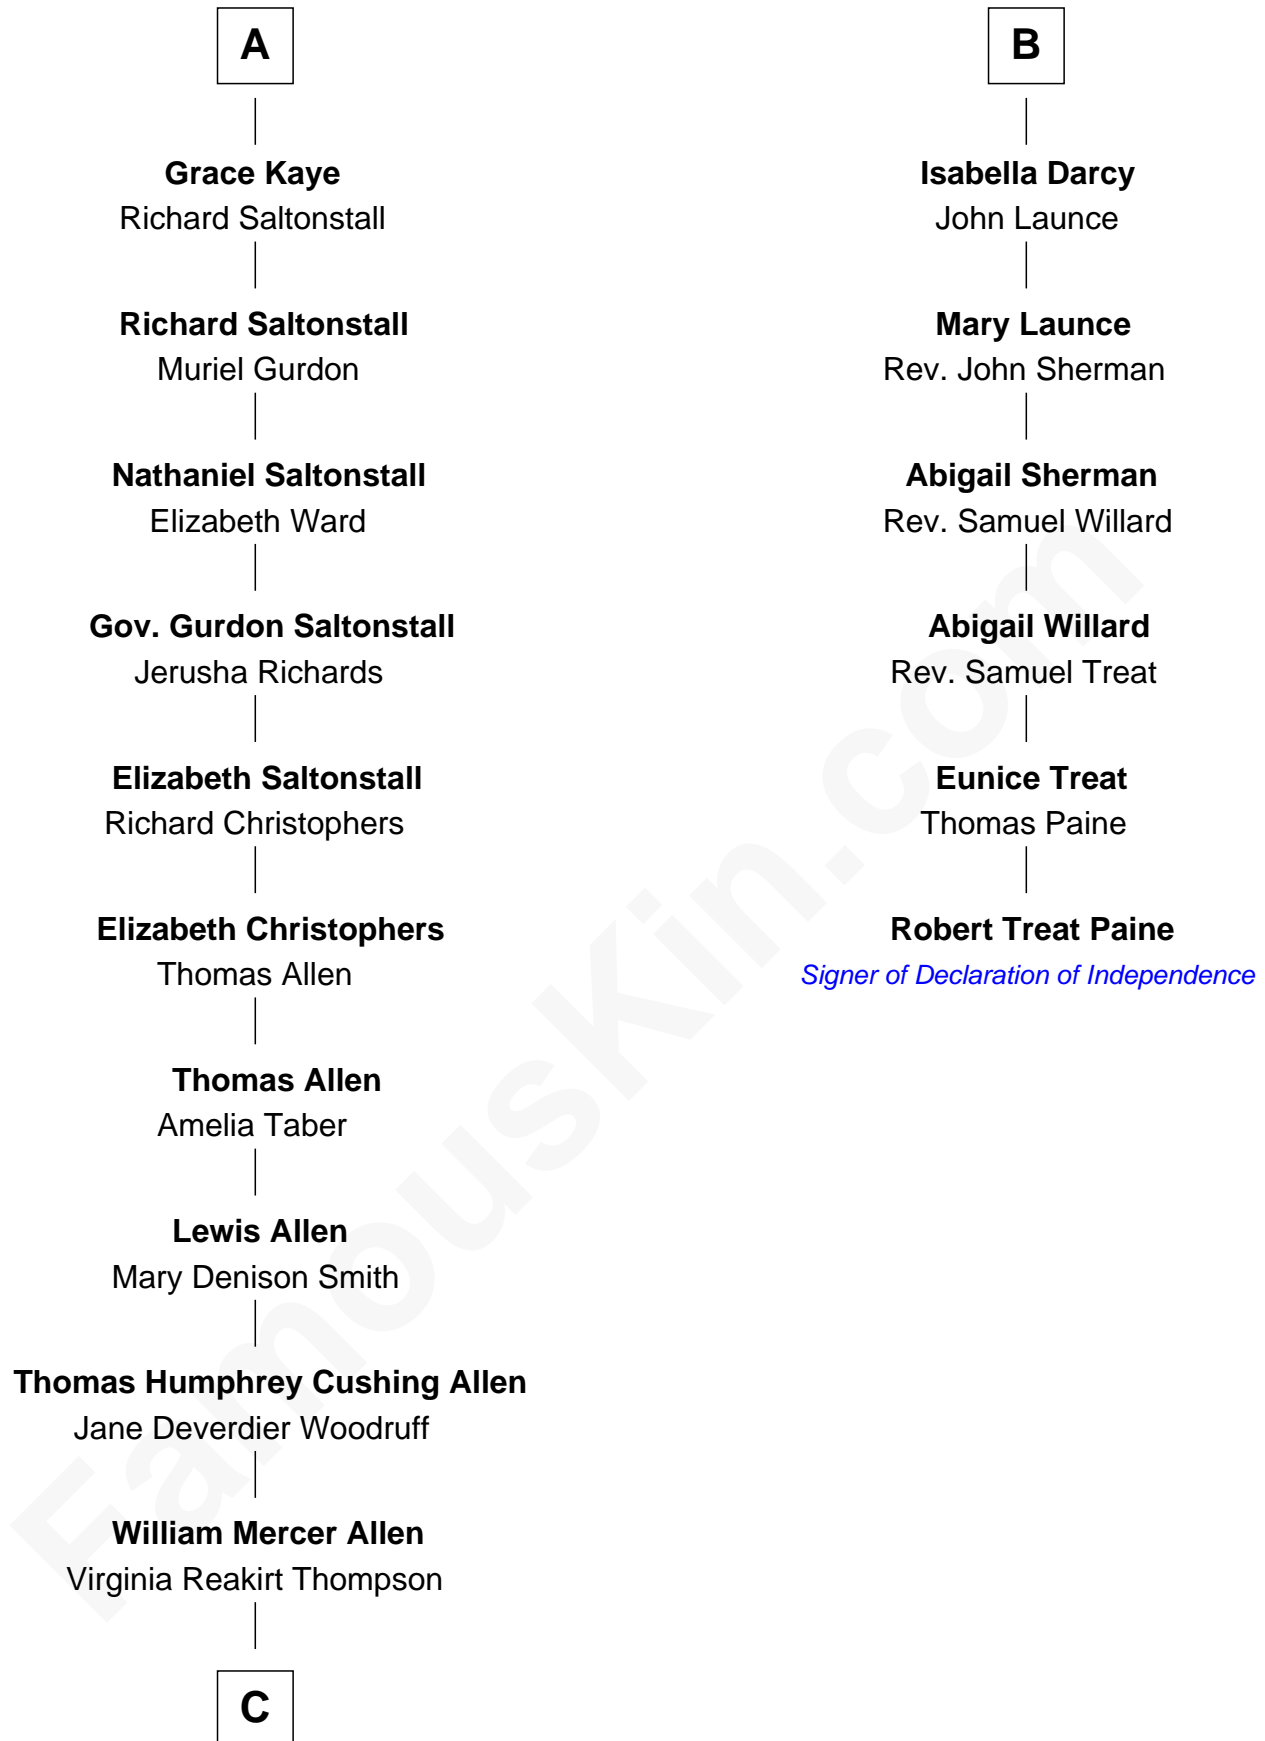 A
Grace Kaye
Richard Saltonstall
Richard Saltonstall
Muriel Gurdon
Nathaniel Saltonstall
Elizabeth Ward
Gov. Gurdon Saltonstall
Jerusha Richards
Elizabeth Saltonstall
Richard Christophers
Elizabeth Christophers
Thomas Allen
Thomas Allen
Amelia Taber
Lewis Allen
Mary Denison Smith
Thomas Humphrey Cushing Allen
Jane Deverdier Woodruff
William Mercer Allen
Virginia Reakirt Thompson
C
B
Isabella Darcy
John Launce
Mary Launce
Rev. John Sherman
Abigail Sherman
Rev. Samuel Willard
Abigail Willard
Rev. Samuel Treat
Eunice Treat
Thomas Paine
Robert Treat Paine
Signer of Declaration of Independence
FamousKin.com